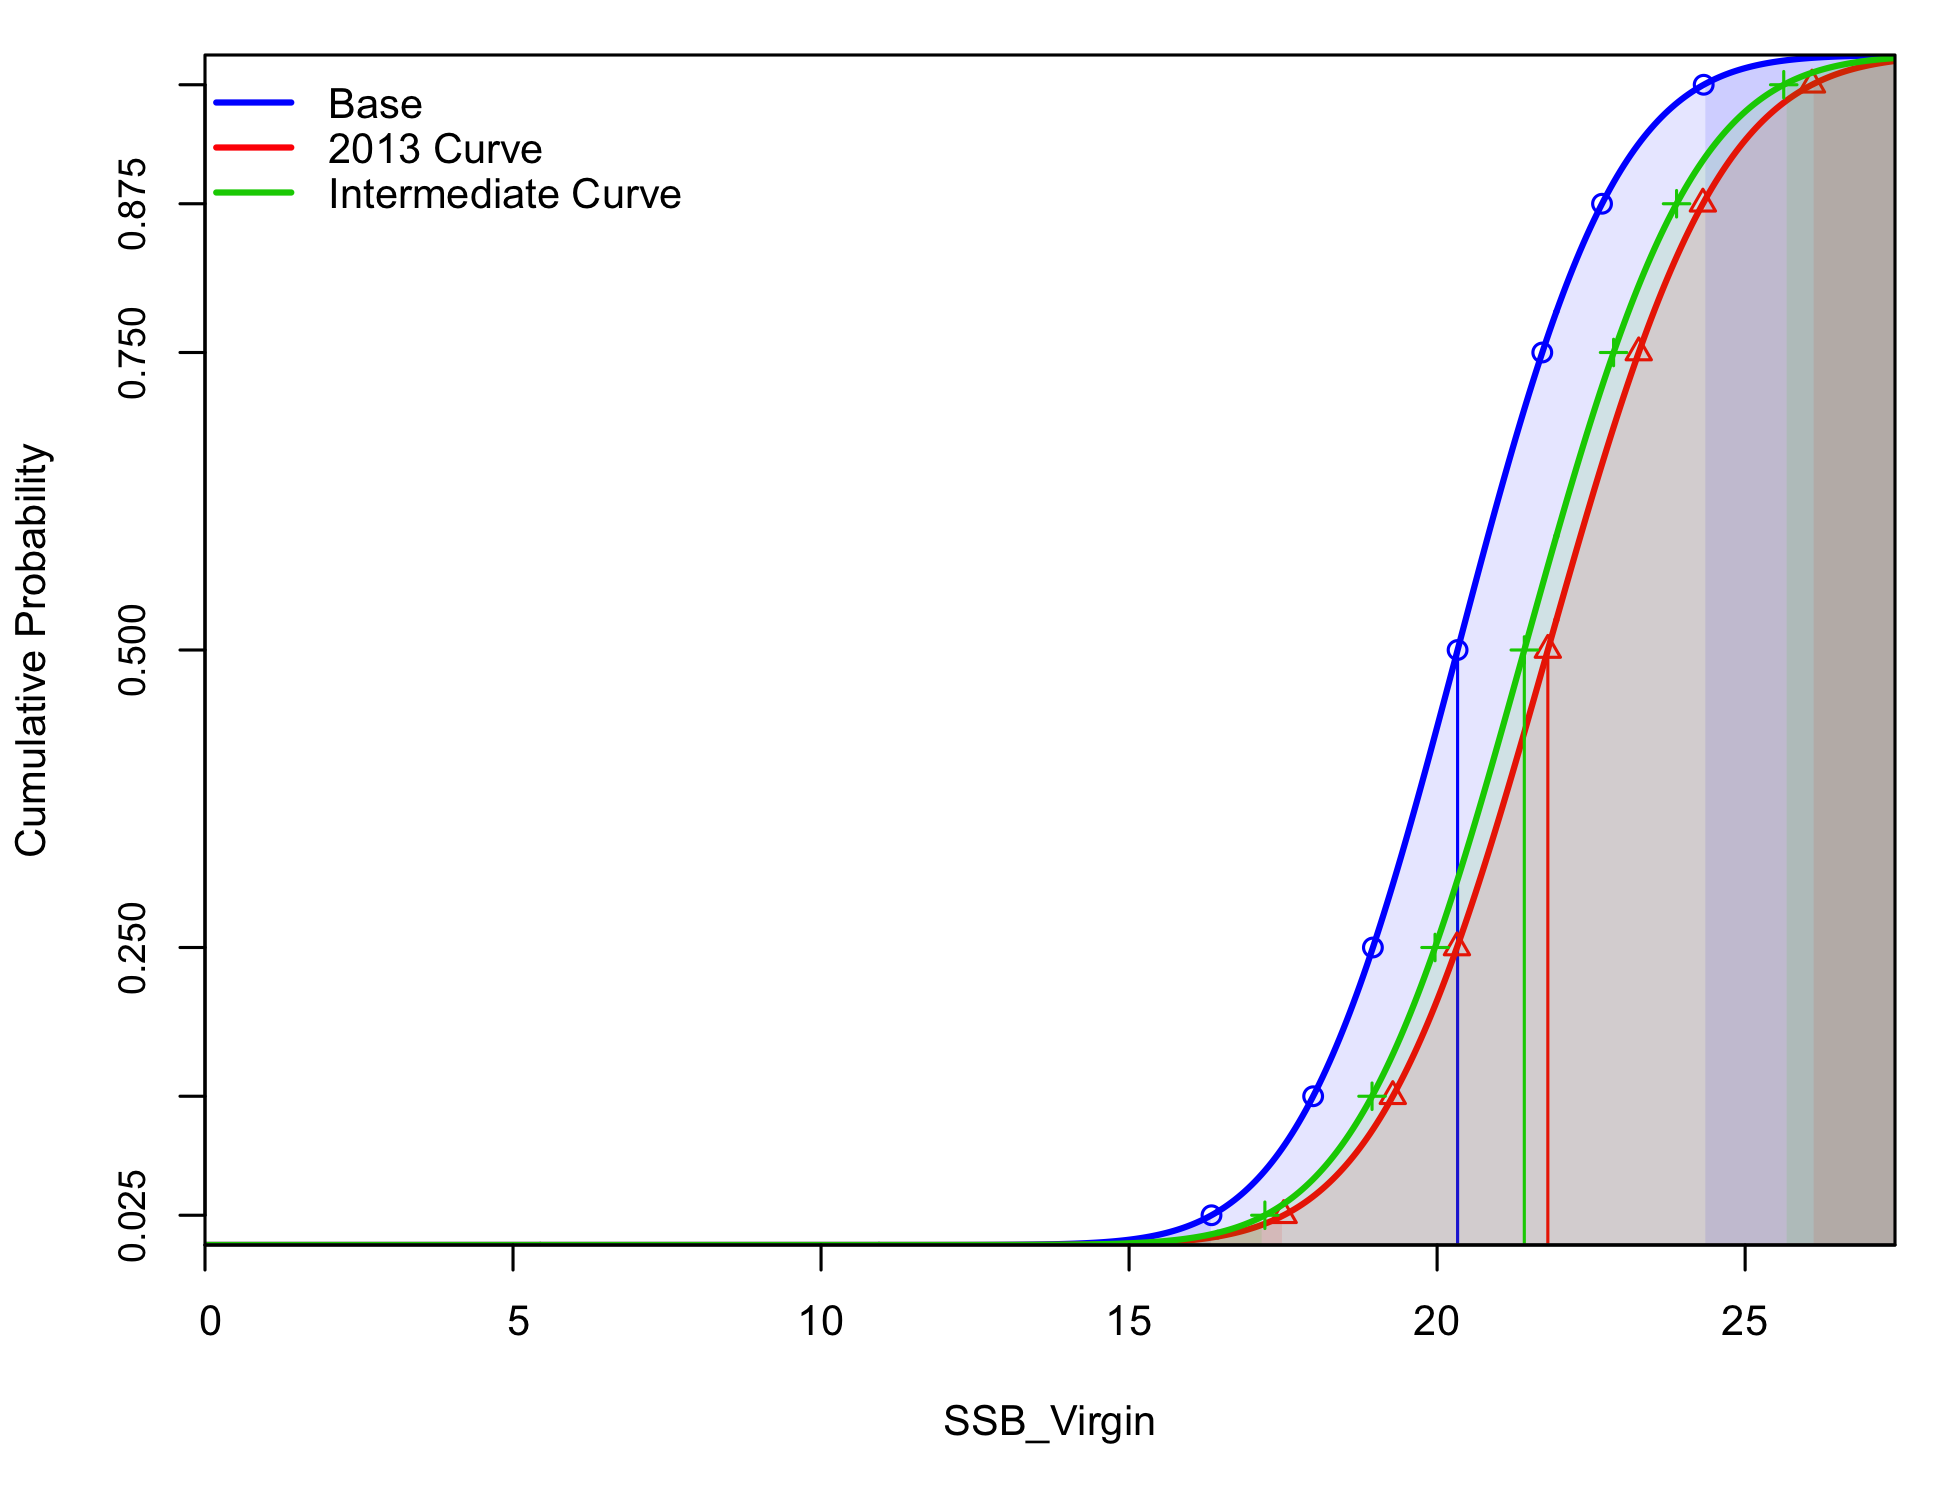 Base
2013 Curve
Intermediate Curve
Cumulative Probability
0.875
0.750
0.500
0.250
0.025
0 5 10 15 20 25
SSB_Virgin